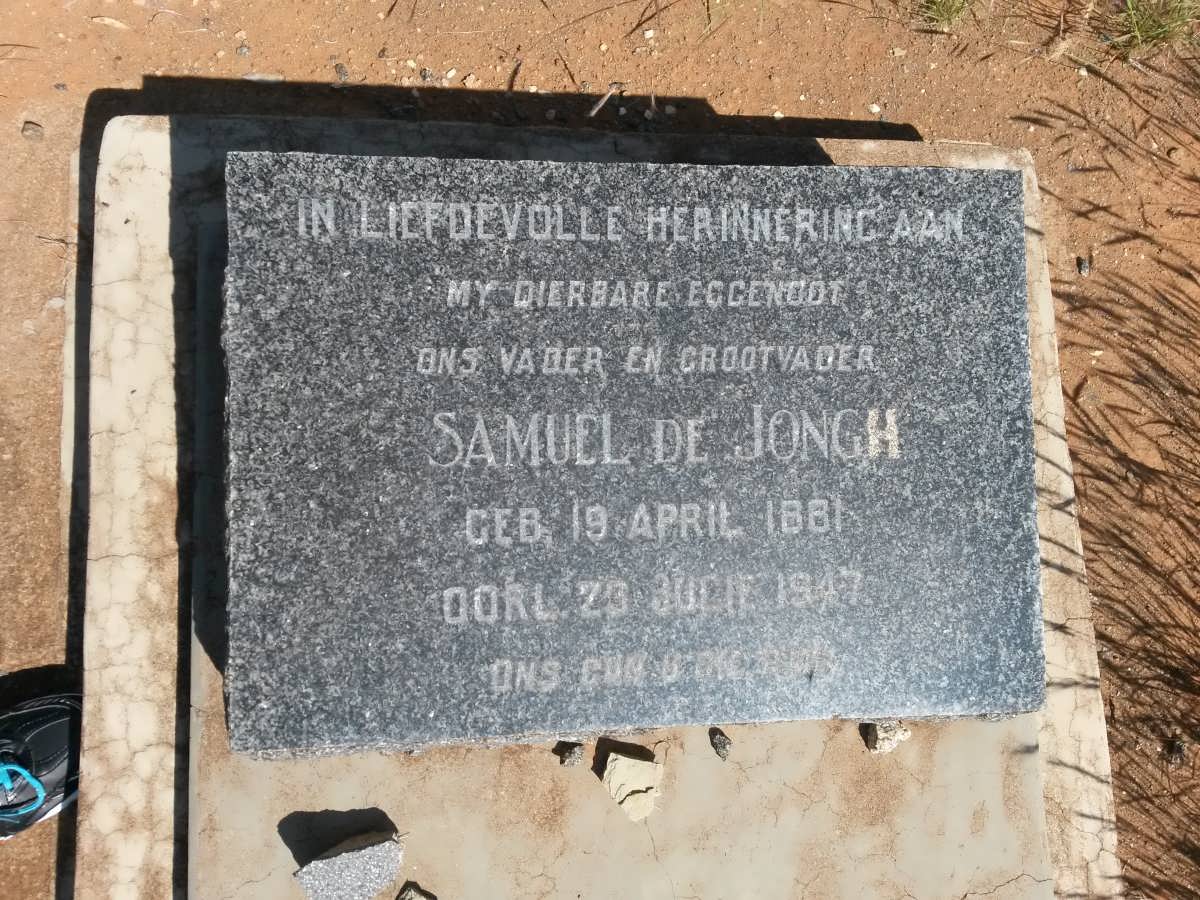 IN LIEFDEVOLLE HERINNERING AAN
MY DIERBARE EGGENOOT
ONS VADER EN GROOTVADER
SAMUEL DE JONGH
GEB. 19 APRIL 1881
OORL. 29 JULIE 1947
ONS